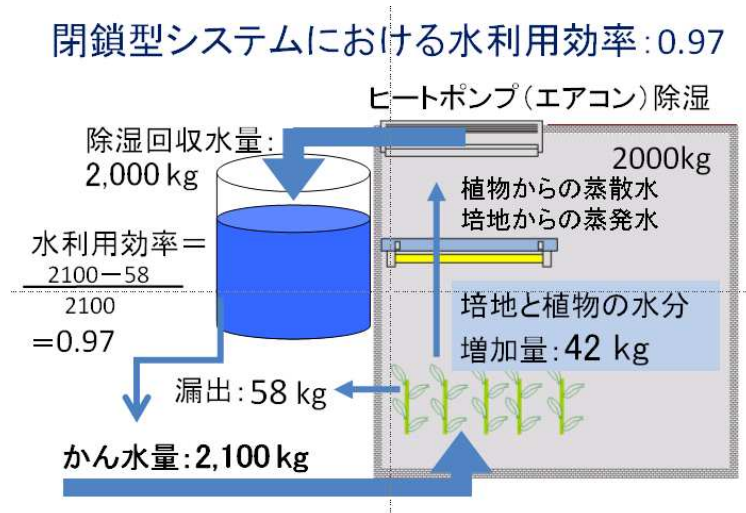 閉鎖型システムにおける水利用効率：0.97
ヒートポンプ（エアコン）除湿
除湿回収水量：
2,000 kg
2000kg
植物からの蒸散水
培地からの蒸発水
水利用効率＝
2100－58
2100
＝0.97
培地と植物の水分
増加量：42 kg
漏出：58 kg
かん水量：2,100 kg